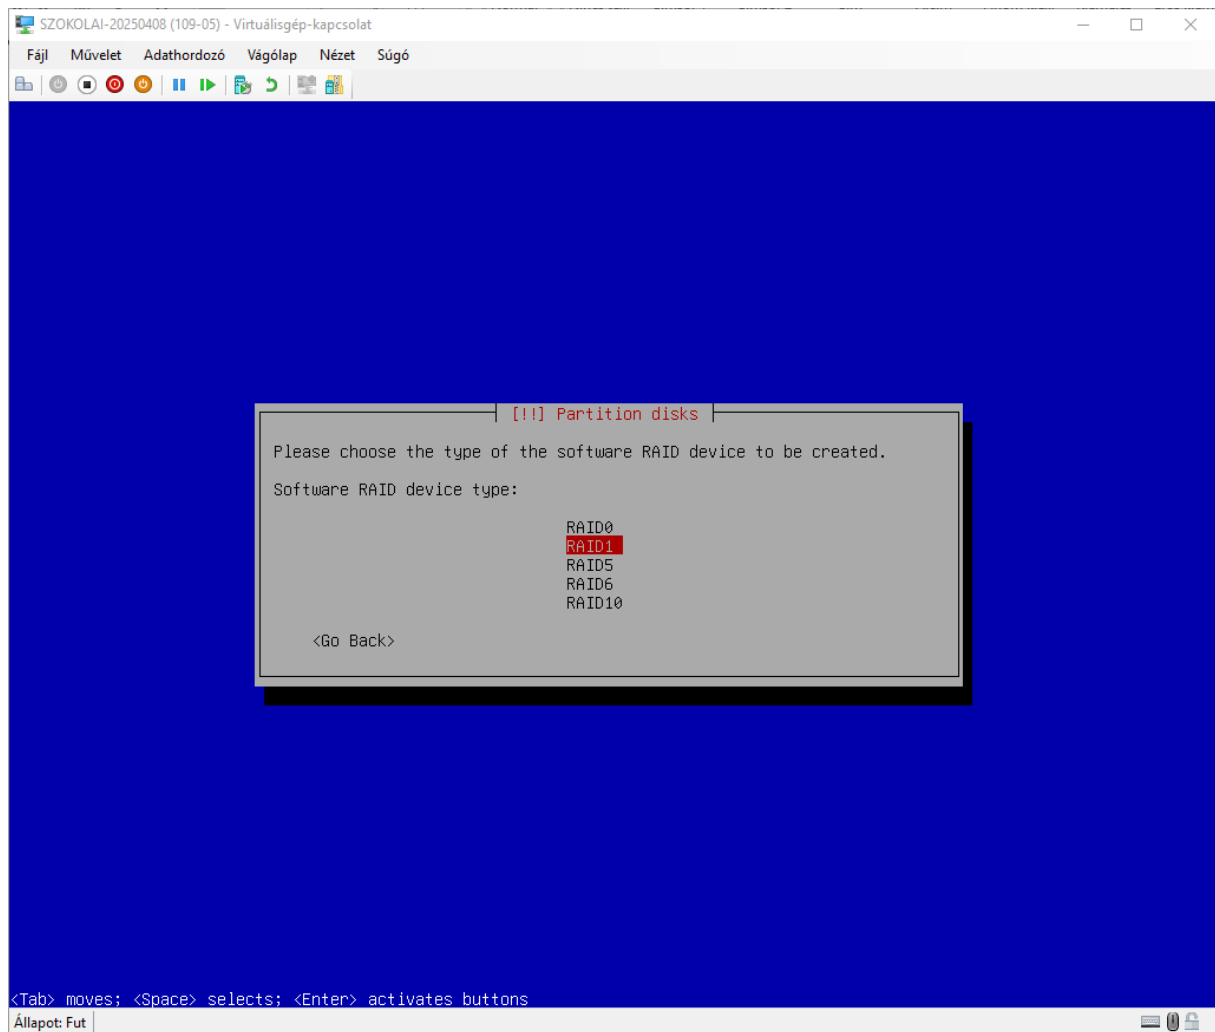 SZOKOLAI-20250408 (109-05) - Virtuálisgép-kapcsolat
Fájl Művelet Adathordozó Vágólap Nézet Súgó
[!!] Partition disks
Please choose the type of the software RAID device to be created.
Software RAID device type:
RAID0
RAID1
RAID5
RAID6
RAID10
<Go Back>
<Tab> moves; <Space> selects; <Enter> activates buttons
Állapot: Fut